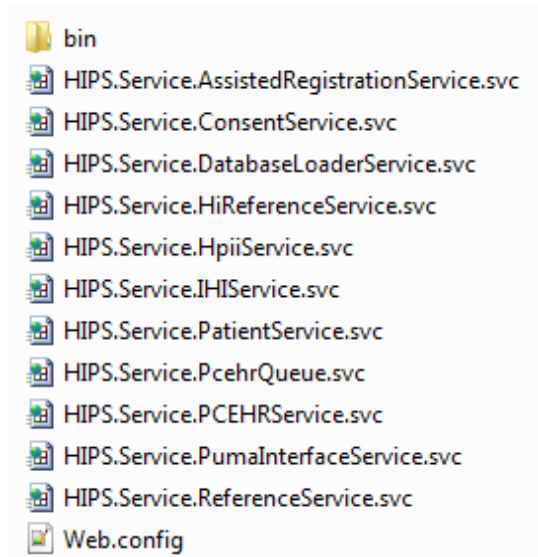 bin
HIPS.Service.AssistedRegistrationService.svc
HIPS.Service.ConsentService.svc
HIPS.Service.DatabaseLoaderService.svc
HIPS.Service.HiReferenceService.svc
HIPS.Service.HpiiService.svc
HIPS.Service.IHIService.svc
HIPS.Service.PatientService.svc
HIPS.Service.PcehrQueue.svc
HIPS.Service.PCEHRService.svc
HIPS.Service.PumaInterfaceService.svc
HIPS.Service.ReferenceService.svc
Web.config